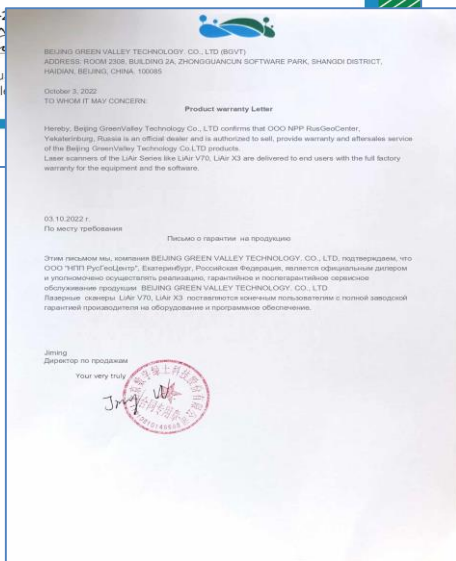 BEIJING GREEN VALLEY TECHNOLOGY. CO., LTD (BGVT)
ADDRESS: ROOM 2308, BUILDING 2A, ZHONGGUANCUN SOFTWARE PARK, SHANGDI DISTRICT,
HAIDIAN, BEIJING, CHINA. 100085
October 3, 2022
TO WHOM IT MAY CONCERN:
Product warranty Letter
Hereby, Beijing GreenValley Technology Co., LTD confirms that OOO NPP RusGeoCenter,
Yekaterinburg, Russia is an official dealer and is authorized to sell, provide warranty and aftersales service
of the Beijing GreenValley Technology Co.LTD products.
Laser scanners of the LiAir Series like LiAir V70, LiAir X3 are delivered to end users with the full factory
warranty for the equipment and the software.
03.10.2022 г.
По месту требования
Письмо о гарантии на продукцию
Этим письмом мы, компания BEIJING GREEN VALLEY TECHNOLOGY. CO., LTD, подтверждаем, что
ООО "НПП РусГеоЦентр", Екатеринбург, Российская Федерация, является официальным дилером
и уполномочено осуществлять реализацию, гарантийное и послегарантийное сервисное
обслуживание продукции BEIJING GREEN VALLEY TECHNOLOGY. CO., LTD
Лазерные сканеры LiAir V70, LiAir X3 поставляются конечным пользователям с полной заводской
гарантией производителя на оборудование и программное обеспечение.
Jiming
Директор по продажам
Your very truly